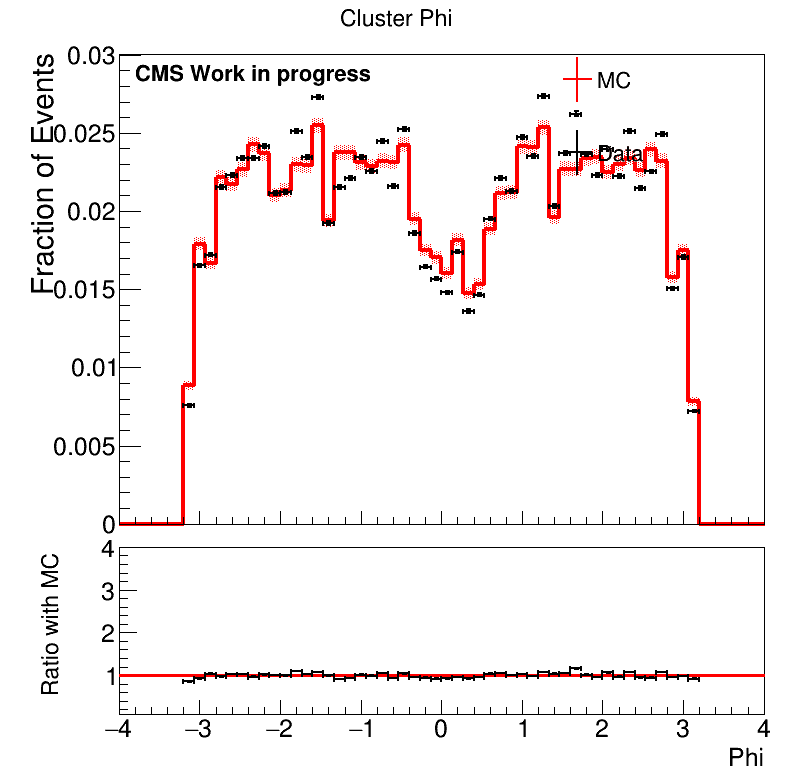 Cluster Phi
CMS Work in progress
MC
Data
Fraction of Events
0.03
0.025
0.02
0.015
0.01
0.005
0
Ratio with MC
4
3
2
1
−4 −3 −2 −1 0 1 2 3 4
Phi